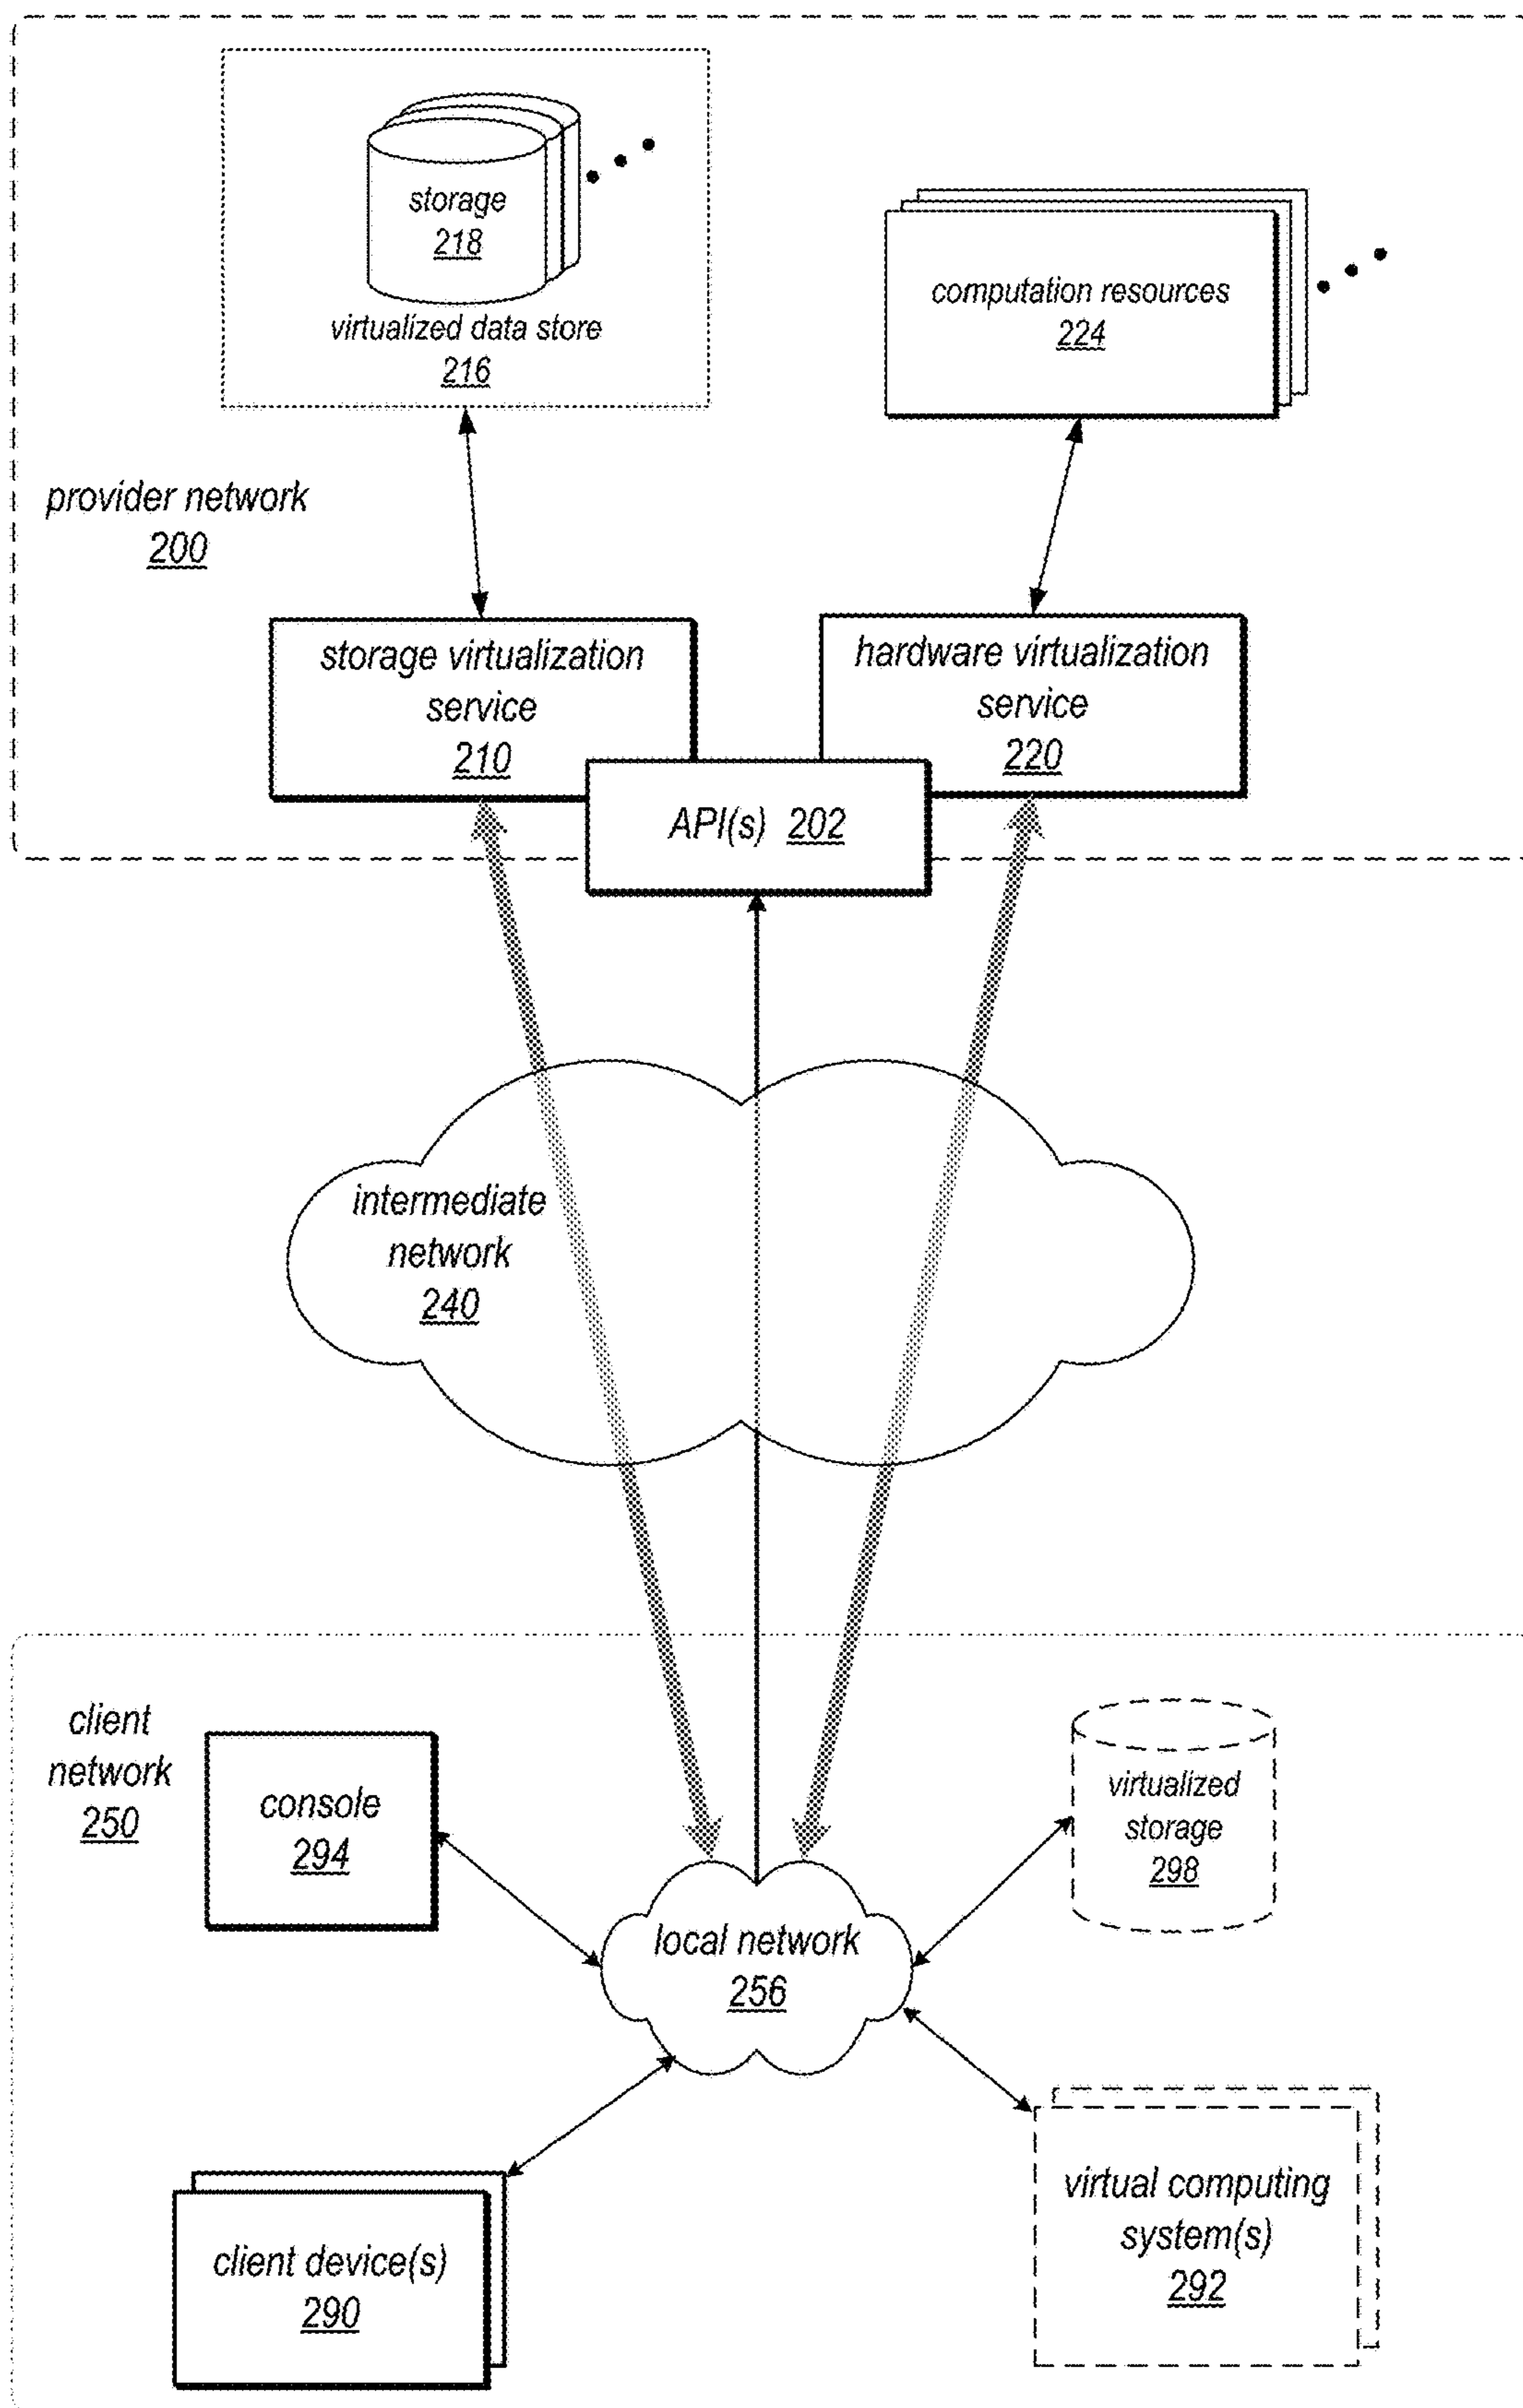 storage
218
virtualized data store
216
computation resources
224
provider network
200
storage virtualization
service
210
hardware virtualization
service
220
API(s) 202
intermediate
network
240
client
network
250
console
294
virtualized
storage
298
local network
256
client device(s)
290
virtual computing
system(s)
292